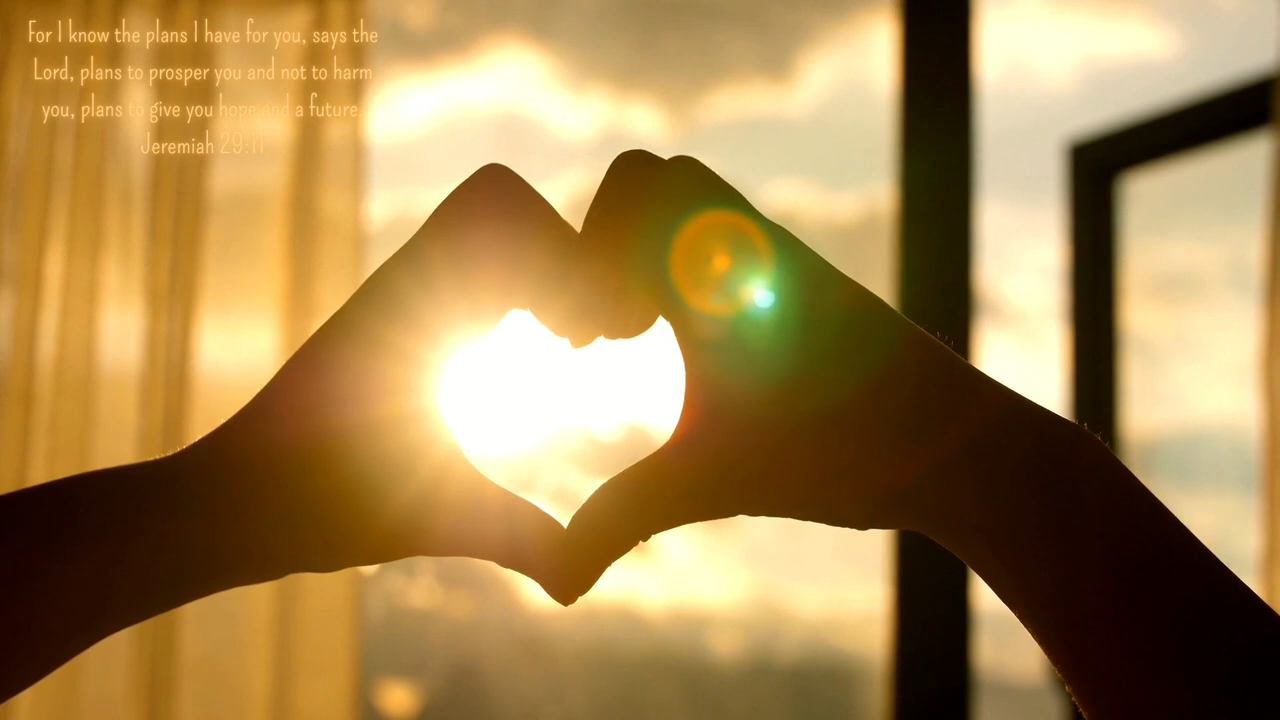 For I know the plans I have for you, says the
Lord, plans to prosper you and not to harm
you, plans to give you hope and a future.
Jeremiah 29:11